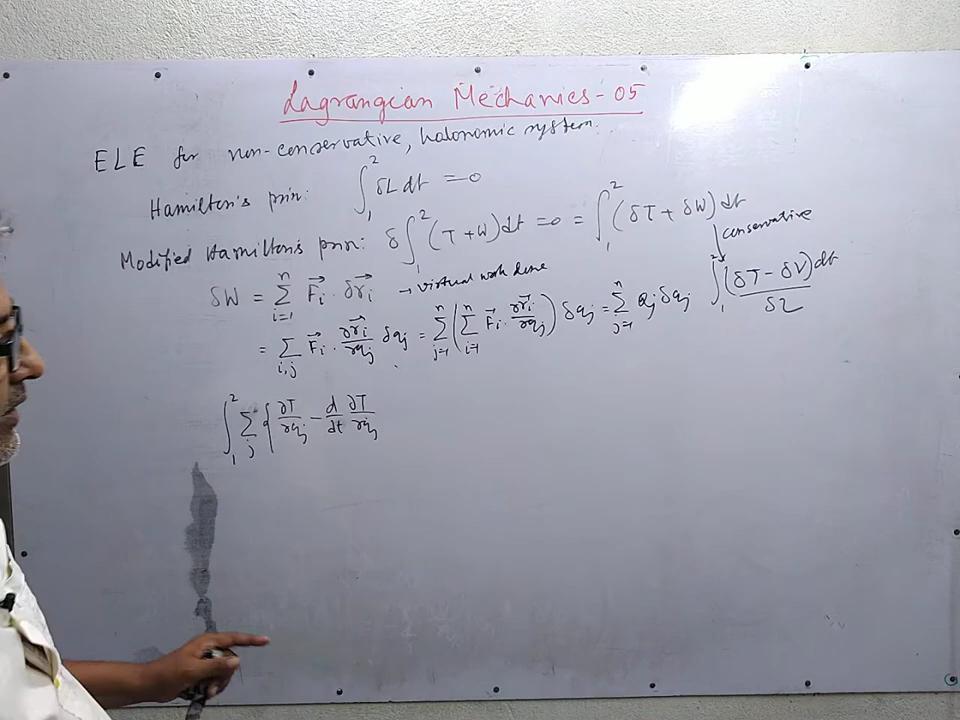 Lagrangian Mechanics-05
ELE for non-conservative, holonomic system.
Hamilton's prin: ∫₁² δL dt = 0
Modified Hamilton's prin: δ∫₁² (T+W)dt = 0 = ∫₁² (δT + δW) dt
↓ conservative
δW = Σᵢ₌₁ⁿ F⃗ᵢ · δr⃗ᵢ → virtual work done
∫₁² (δT − δV)dt
δL
= Σᵢ,ⱼ F⃗ᵢ · ∂r⃗ᵢ/∂qⱼ δqⱼ = Σⱼ₌₁ⁿ (Σᵢ₌₁ⁿ F⃗ᵢ · ∂r⃗ᵢ/∂qⱼ) δqⱼ = Σⱼ₌₁ⁿ Qⱼ δqⱼ
∫₁² Σⱼ { ∂T/∂qⱼ − d/dt ∂T/∂q̇ⱼ